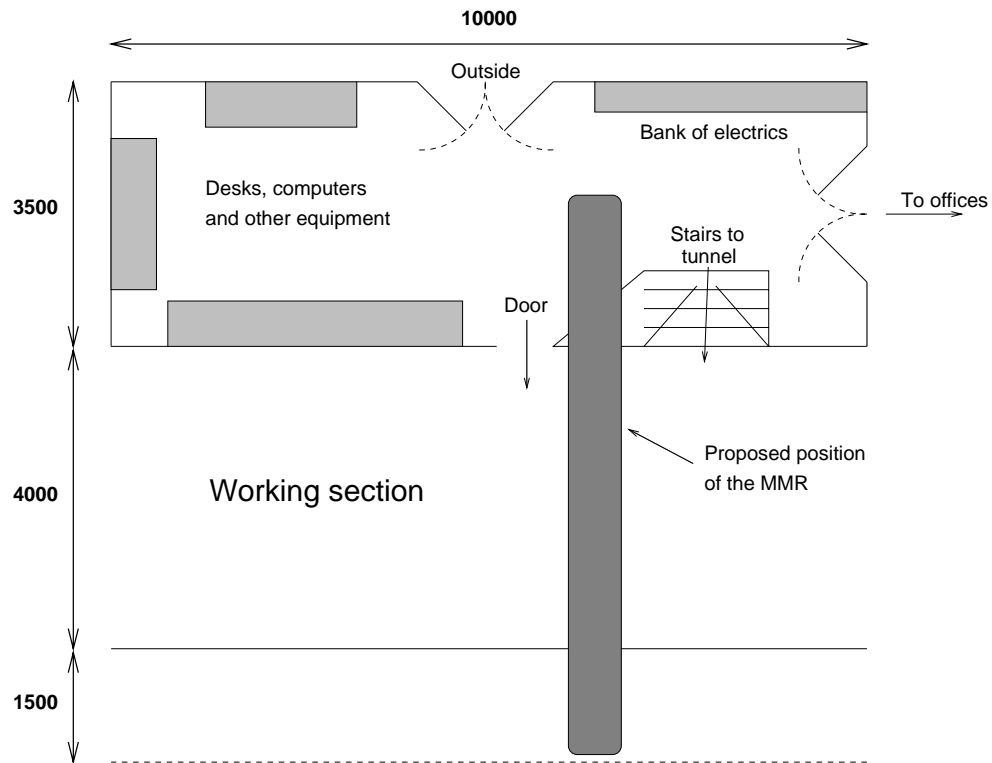 10000
Outside
Bank of electrics
Desks, computers
and other equipment
3500
To offices
Stairs to
tunnel
Door
Proposed position
of the MMR
Working section
4000
1500